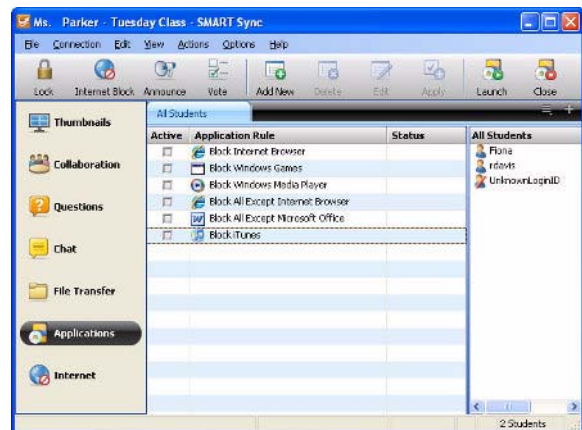 Ms. Parker - Tuesday Class - SMART Sync
File Connection Edit View Actions Options Help
Lock Internet Block Announce Vote Add New Delete Edit Apply Launch Close
All Students
Thumbnails
Collaboration
Questions
Chat
File Transfer
Applications
Internet
Active Application Rule Status
Block Internet Browser
Block Windows Games
Block Windows Media Player
Block All Except Internet Browser
Block All Except Microsoft Office
Block iTunes
All Students
Fiona
rdavis
UnknownLoginID
2 Students